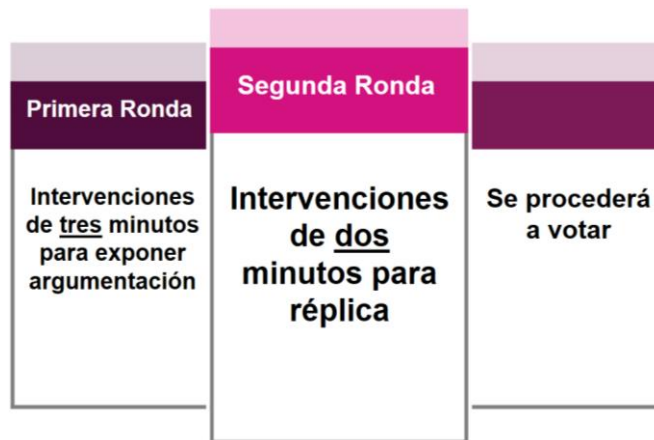 Primera Ronda
Intervenciones
de tres minutos
para exponer
argumentación
Segunda Ronda
Intervenciones
de dos
minutos para
réplica
Se procederá
a votar